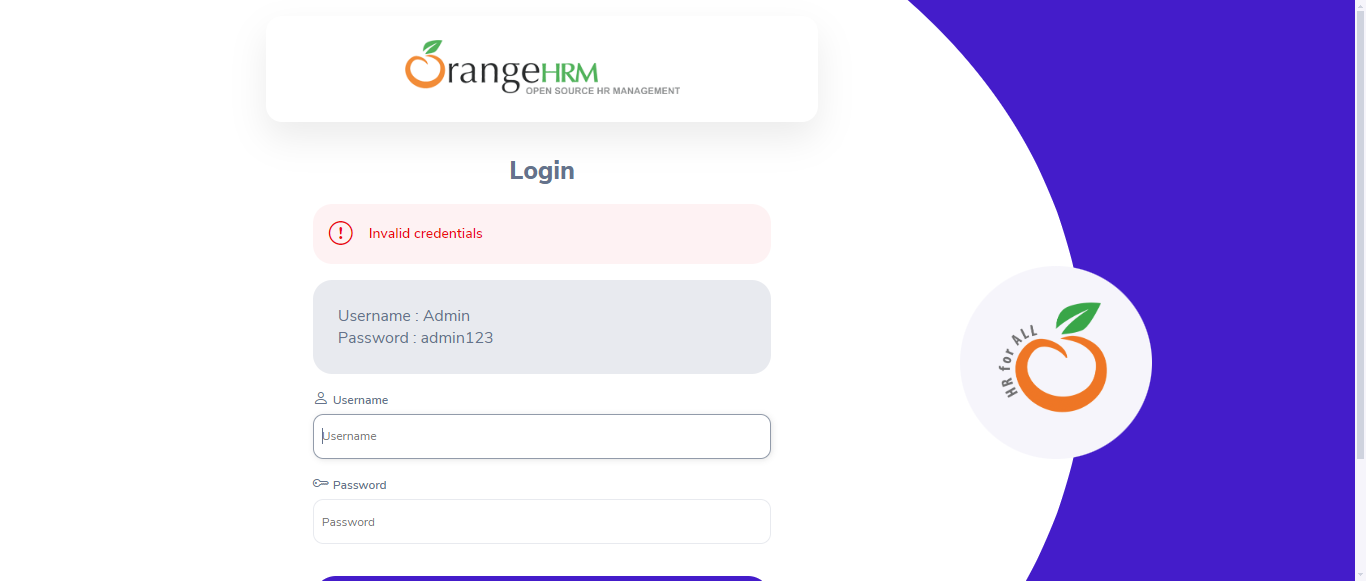 OrangeHRM
OPEN SOURCE HR MANAGEMENT
Login
Invalid credentials
Username : Admin
Password : admin123
Username
Username
Password
Password
HR for ALL